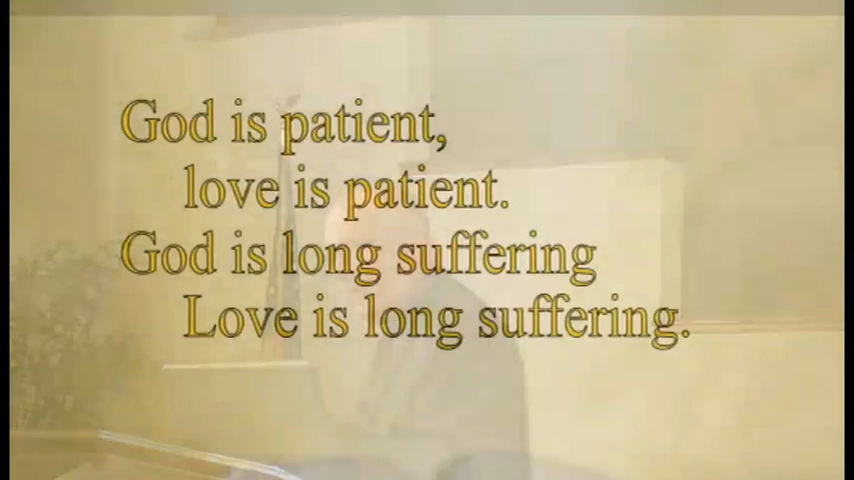 God is patient,
love is patient.
God is long suffering
Love is long suffering.